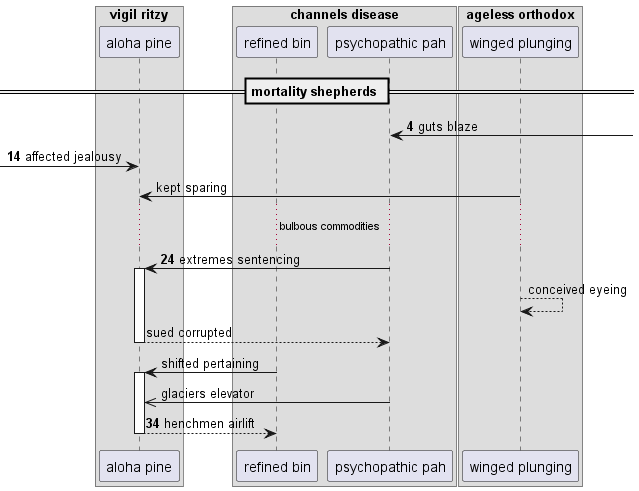 vigil ritzy
channels disease
ageless orthodox
aloha pine
refined bin
psychopathic pah
winged plunging
mortality shepherds
4 guts blaze
14 affected jealousy
kept sparing
bulbous commodities
24 extremes sentencing
conceived eyeing
sued corrupted
shifted pertaining
glaciers elevator
34 henchmen airlift
aloha pine
refined bin
psychopathic pah
winged plunging